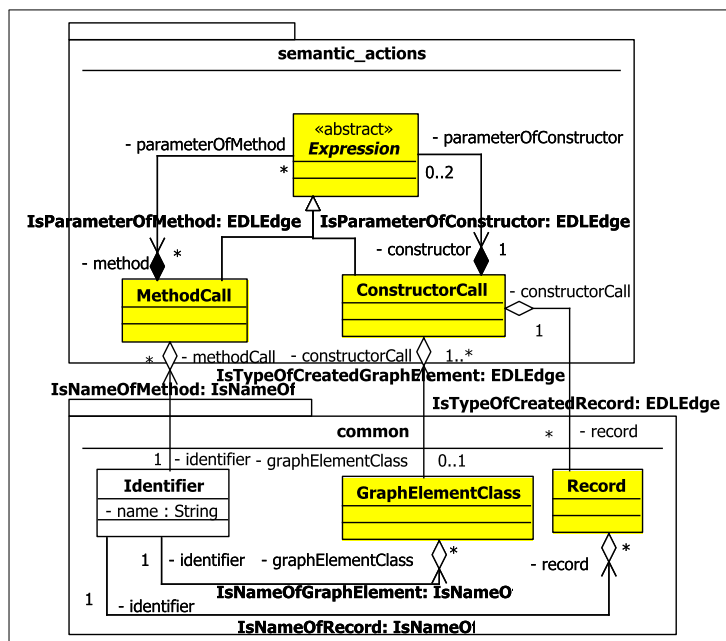 semantic_actions
«abstract»
Expression
- parameterOfMethod
- parameterOfConstructor
*
0..2
IsParameterOfMethod: EDLEdge
IsParameterOfConstructor: EDLEdge
- method
*
- constructor
1
MethodCall
ConstructorCall
- constructorCall
1
*
- methodCall
- constructorCall
1..*
IsTypeOfCreatedGraphElement: EDLEdge
IsNameOfMethod: IsNameOf
IsTypeOfCreatedRecord: EDLEdge
common
*
- record
1
- identifier
- graphElementClass
0..1
Identifier
- name : String
GraphElementClass
Record
1
- identifier
- graphElementClass
*
- record
*
IsNameOfGraphElement: IsNameO
1
- identifier
IsNameOfRecord: IsNameOf